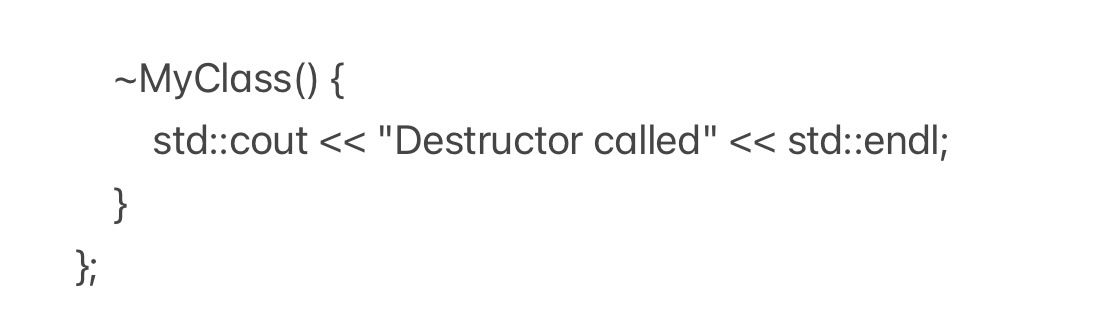 ~MyClass() {
std::cout << "Destructor called" << std::endl;
}
};